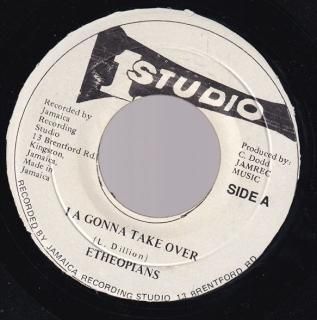 1 STUDIO
Recorded by
Jamaica
Recording
Studio
13 Brentford Rd.
Kingston,
Jamaica,
Made in
Jamaica
Produced by:
C. Dodd
JAMREC
MUSIC
SIDE A
I A GONNA TAKE OVER
(L. Dillion)
ETHEOPIANS
RECORDED BY JAMAICA RECORDING STUDIO 13 BRENTFORD RD